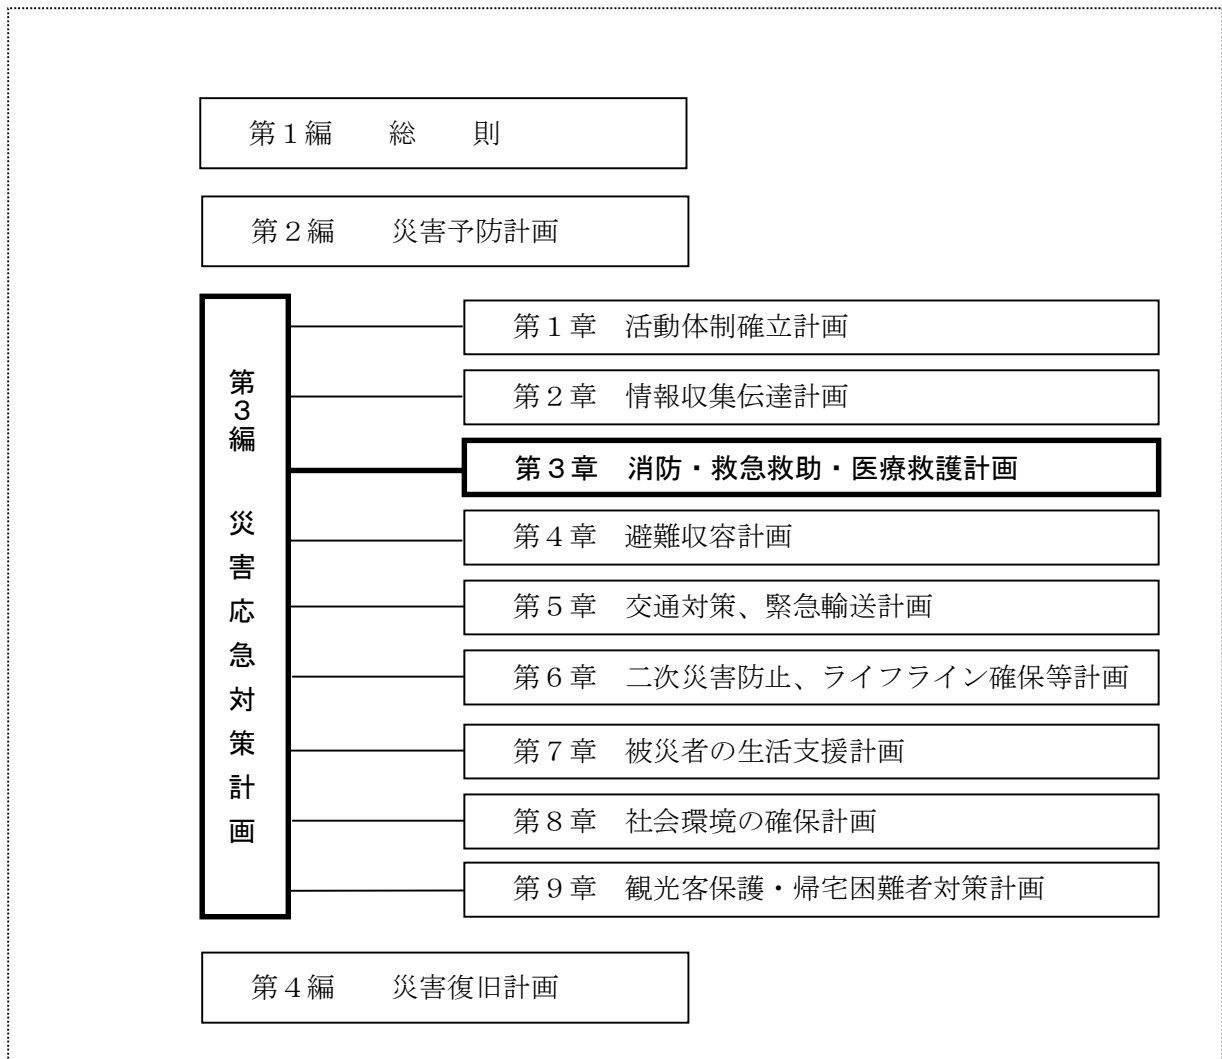 第１編　　総　　則
第２編　　災害予防計画
第３編　災害応急対策計画
第１章　活動体制確立計画
第２章　情報収集伝達計画
第３章　消防・救急救助・医療救護計画
第４章　避難収容計画
第５章　交通対策、緊急輸送計画
第６章　二次災害防止、ライフライン確保等計画
第７章　被災者の生活支援計画
第８章　社会環境の確保計画
第９章　観光客保護・帰宅困難者対策計画
第４編　　災害復旧計画